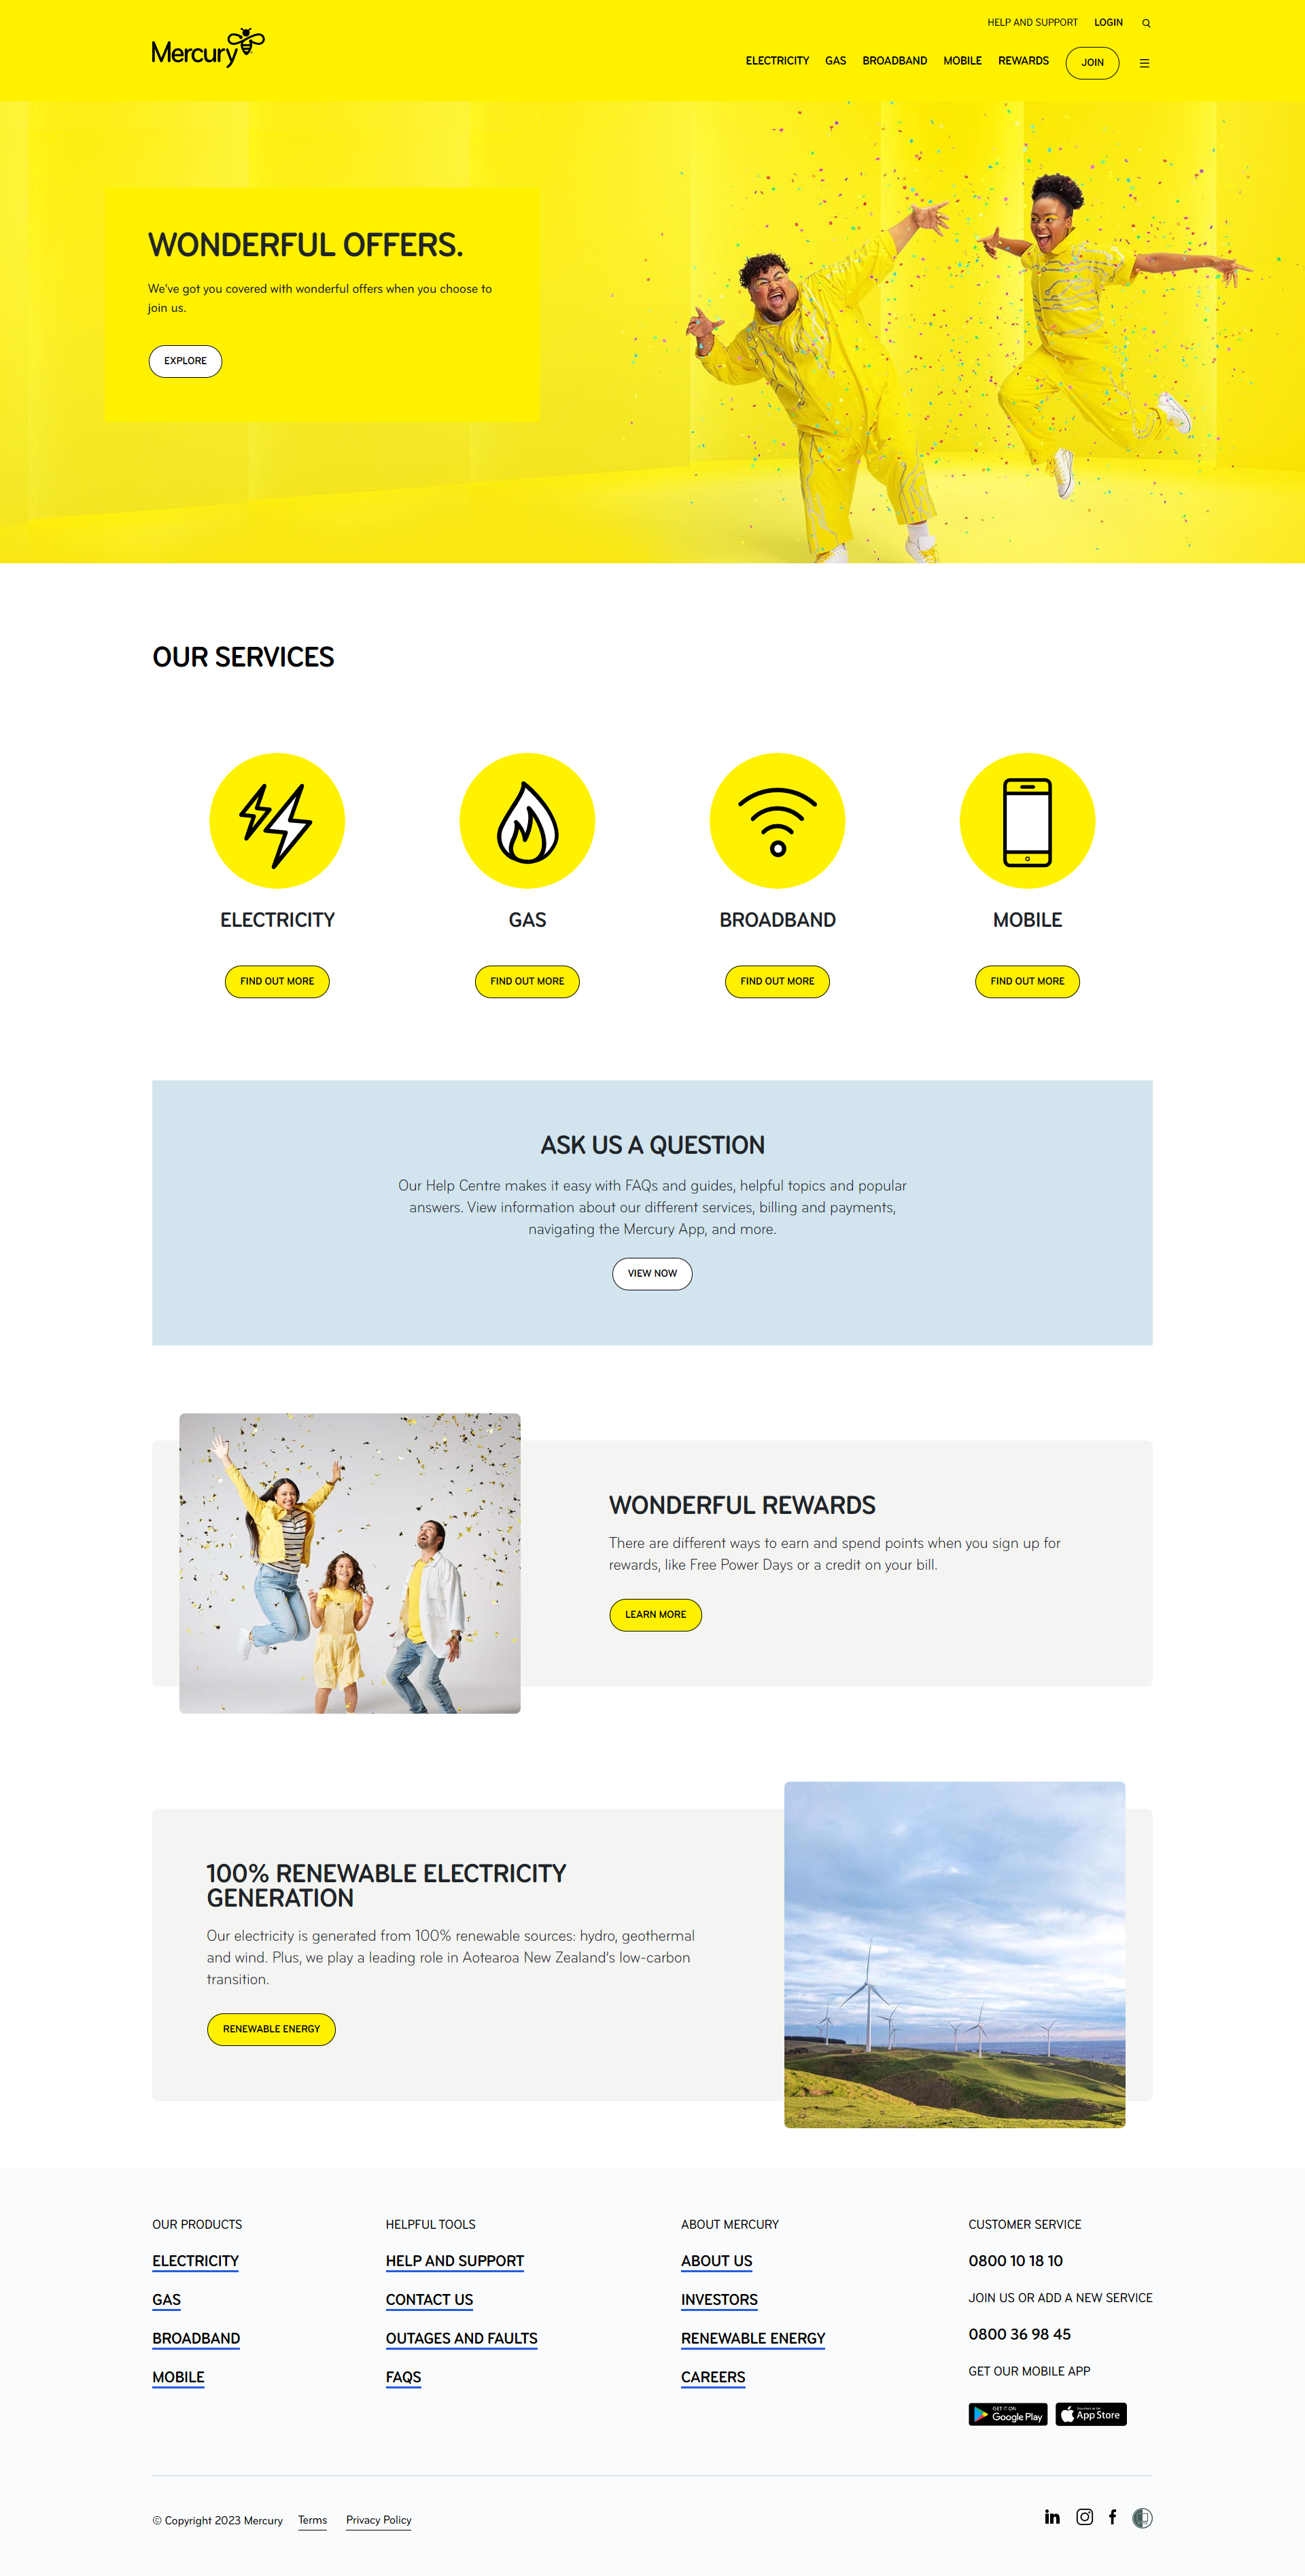 HELP AND SUPPORT LOGIN
Mercury
ELECTRICITY GAS BROADBAND MOBILE REWARDS JOIN
WONDERFUL OFFERS.
We've got you covered with wonderful offers when you choose to
join us.
EXPLORE
OUR SERVICES
ELECTRICITY
GAS
BROADBAND
MOBILE
FIND OUT MORE
FIND OUT MORE
FIND OUT MORE
FIND OUT MORE
ASK US A QUESTION
Our Help Centre makes it easy with FAQs and guides, helpful topics and popular
answers. View information about our different services, billing and payments,
navigating the Mercury App, and more.
VIEW NOW
WONDERFUL REWARDS
There are different ways to earn and spend points when you sign up for
rewards, like Free Power Days or a credit on your bill.
LEARN MORE
100% RENEWABLE ELECTRICITY
GENERATION
Our electricity is generated from 100% renewable sources: hydro, geothermal
and wind. Plus, we play a leading role in Aotearoa New Zealand's low-carbon
transition.
RENEWABLE ENERGY
OUR PRODUCTS
ELECTRICITY
GAS
BROADBAND
MOBILE
HELPFUL TOOLS
HELP AND SUPPORT
CONTACT US
OUTAGES AND FAULTS
FAQS
ABOUT MERCURY
ABOUT US
INVESTORS
RENEWABLE ENERGY
CAREERS
CUSTOMER SERVICE
0800 10 18 10
JOIN US OR ADD A NEW SERVICE
0800 36 98 45
GET OUR MOBILE APP
GET IT ON
Google Play
App Store
© Copyright 2023 Mercury Terms Privacy Policy